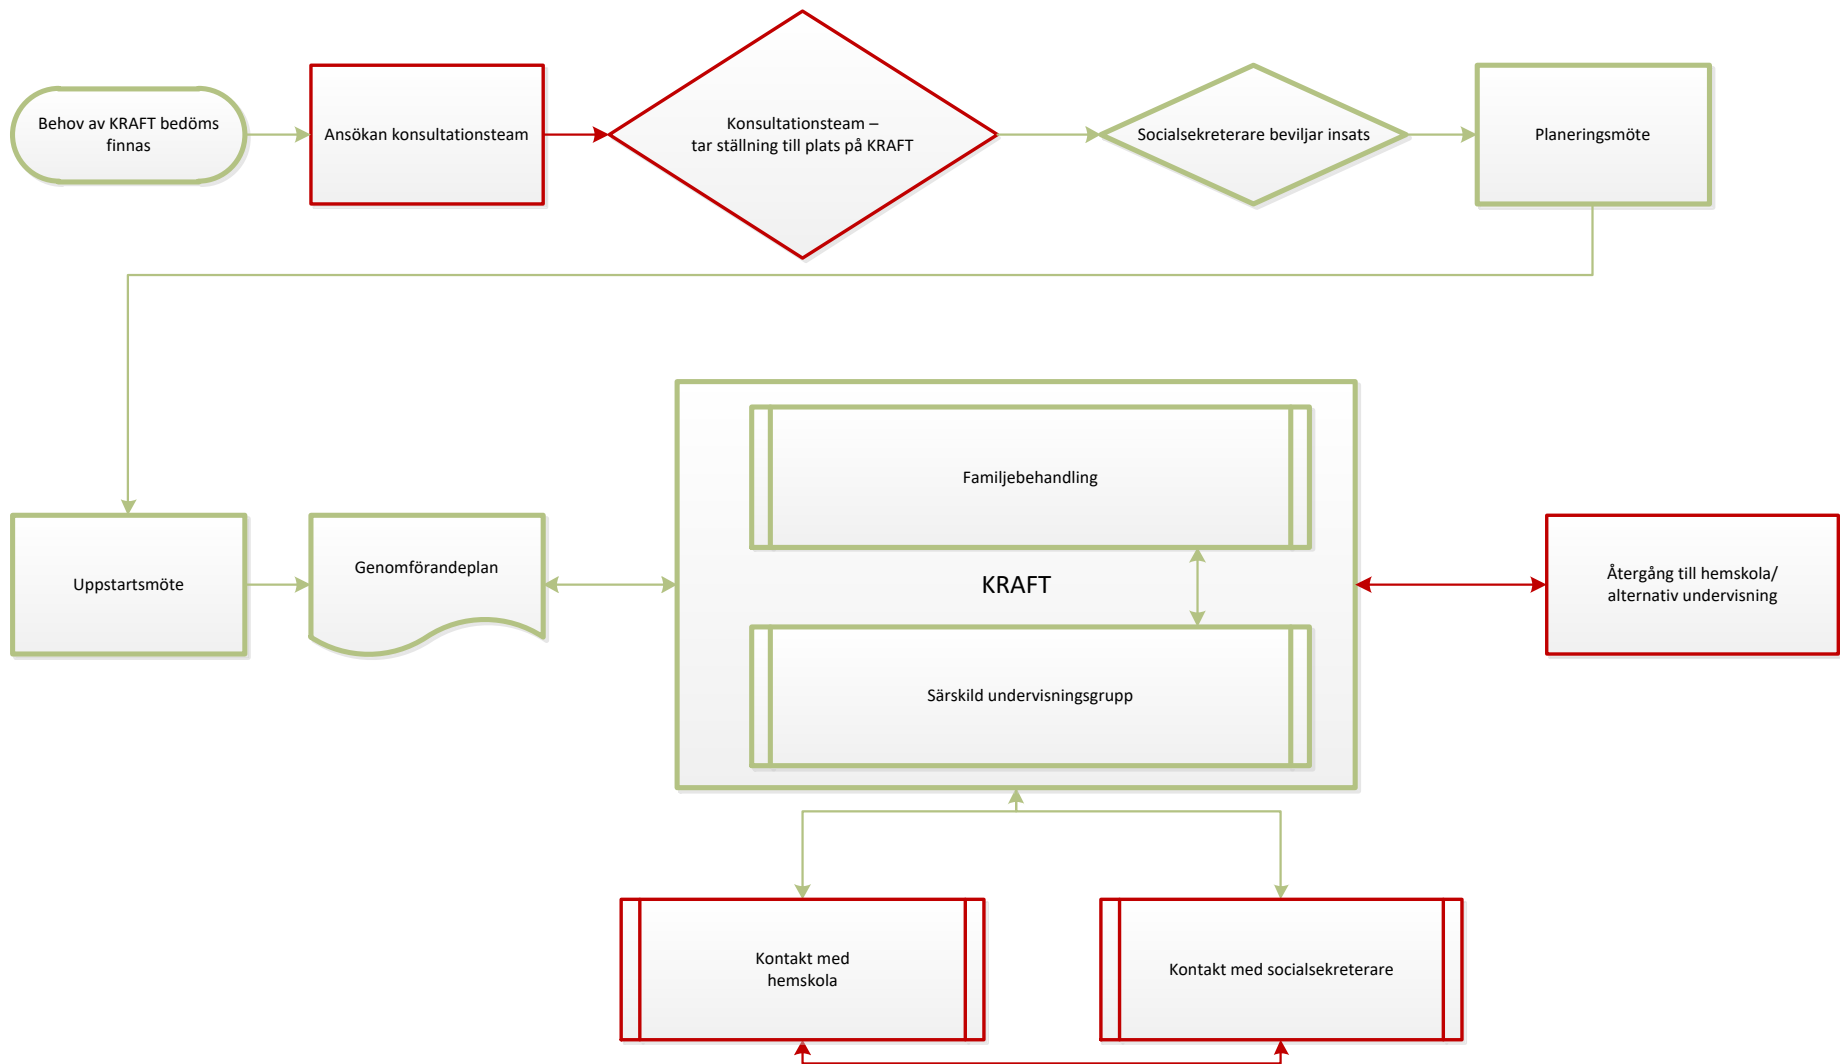 Behov av KRAFT bedöms
finnas
Ansökan konsultationsteam
Konsultationsteam –
tar ställning till plats på KRAFT
Socialsekreterare beviljar insats
Planeringsmöte
Uppstartsmöte
Genomförandeplan
Familjebehandling
KRAFT
Särskild undervisningsgrupp
Återgång till hemskola/
alternativ undervisning
Kontakt med
hemskola
Kontakt med socialsekreterare